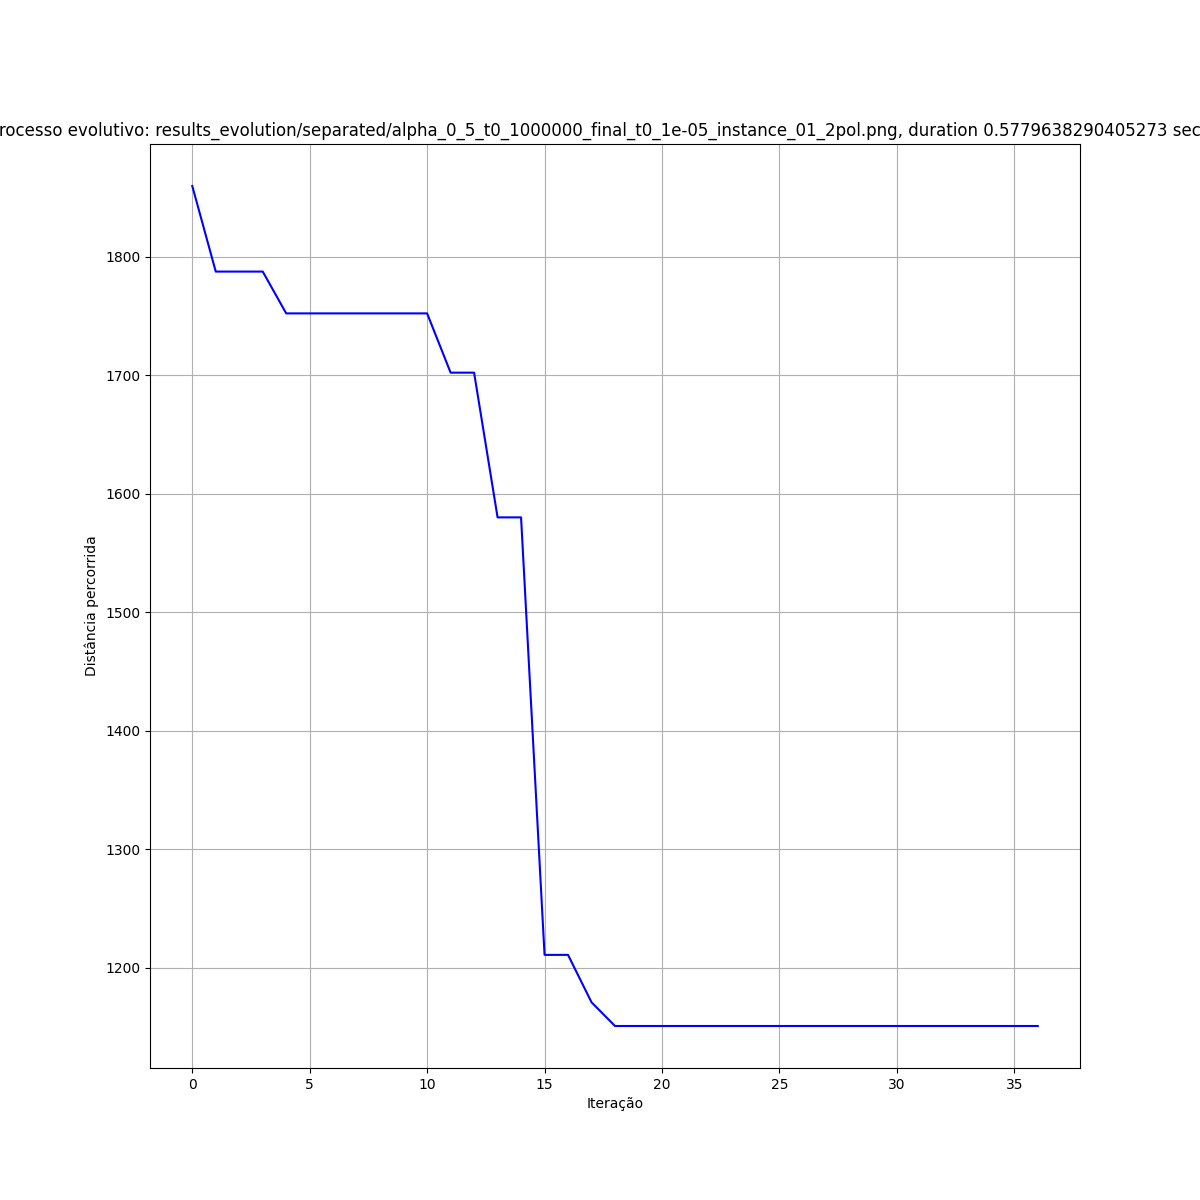 rocesso evolutivo: results_evolution/separated/alpha_0_5_t0_1000000_final_t0_1e-05_instance_01_2pol.png, duration 0.5779638290405273 sec
1800
1700
1600
1500
1400
1300
1200
Distância percorrida
0 5 10 15 20 25 30 35
Iteração